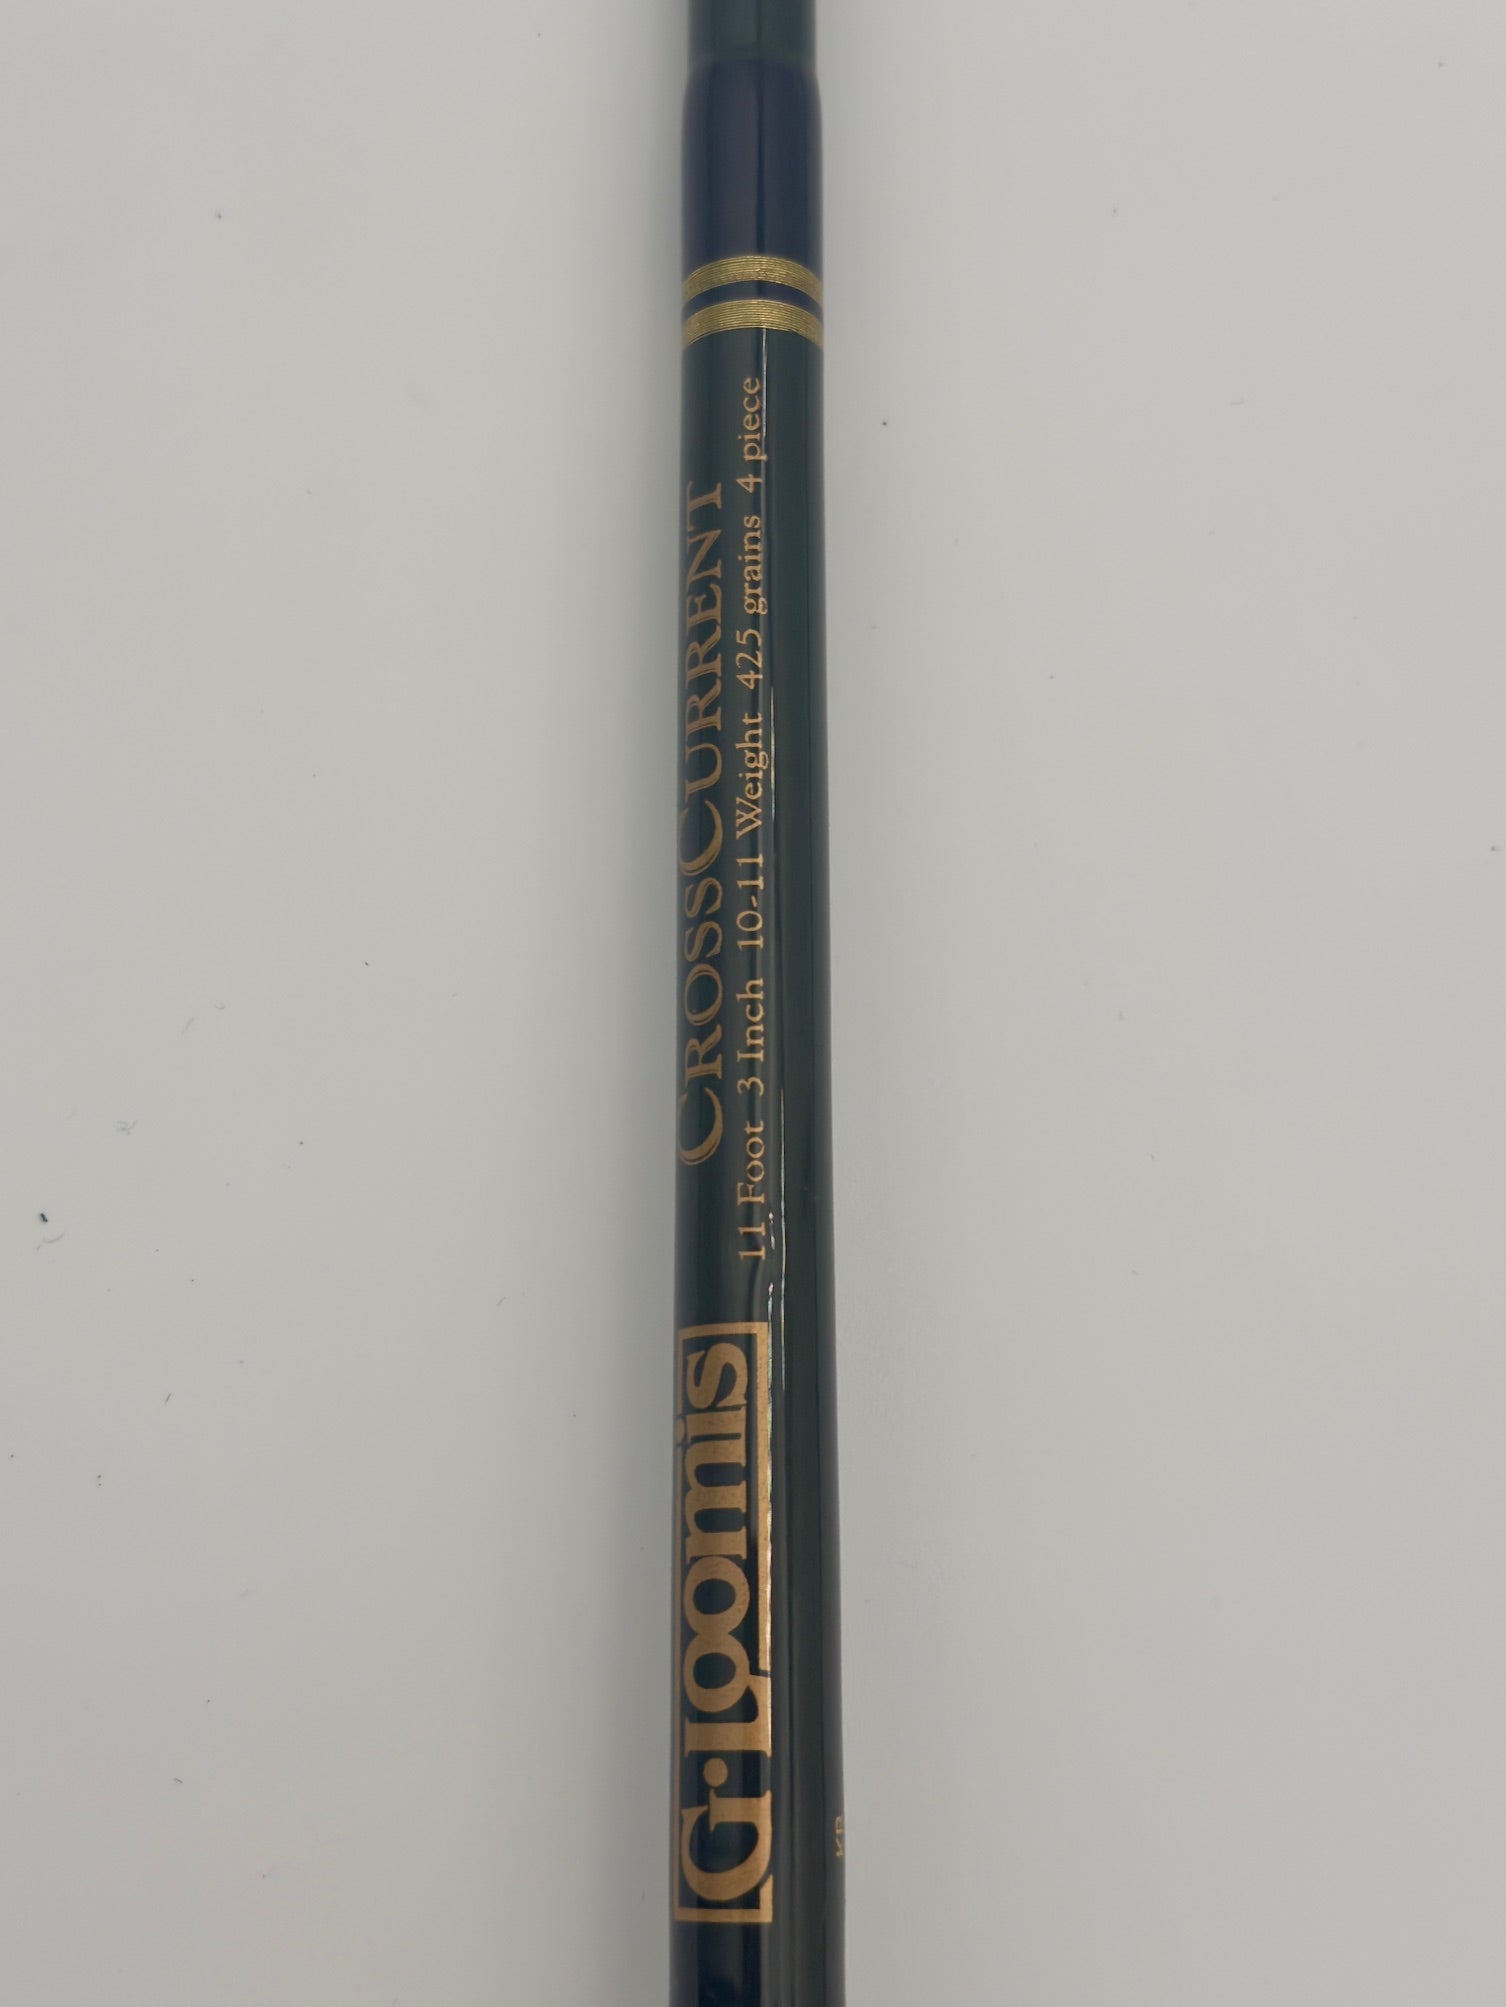 G.loomis
CROSSCURRENT
11 Foot 3 Inch 10-11 Weight 425 grains 4 piece